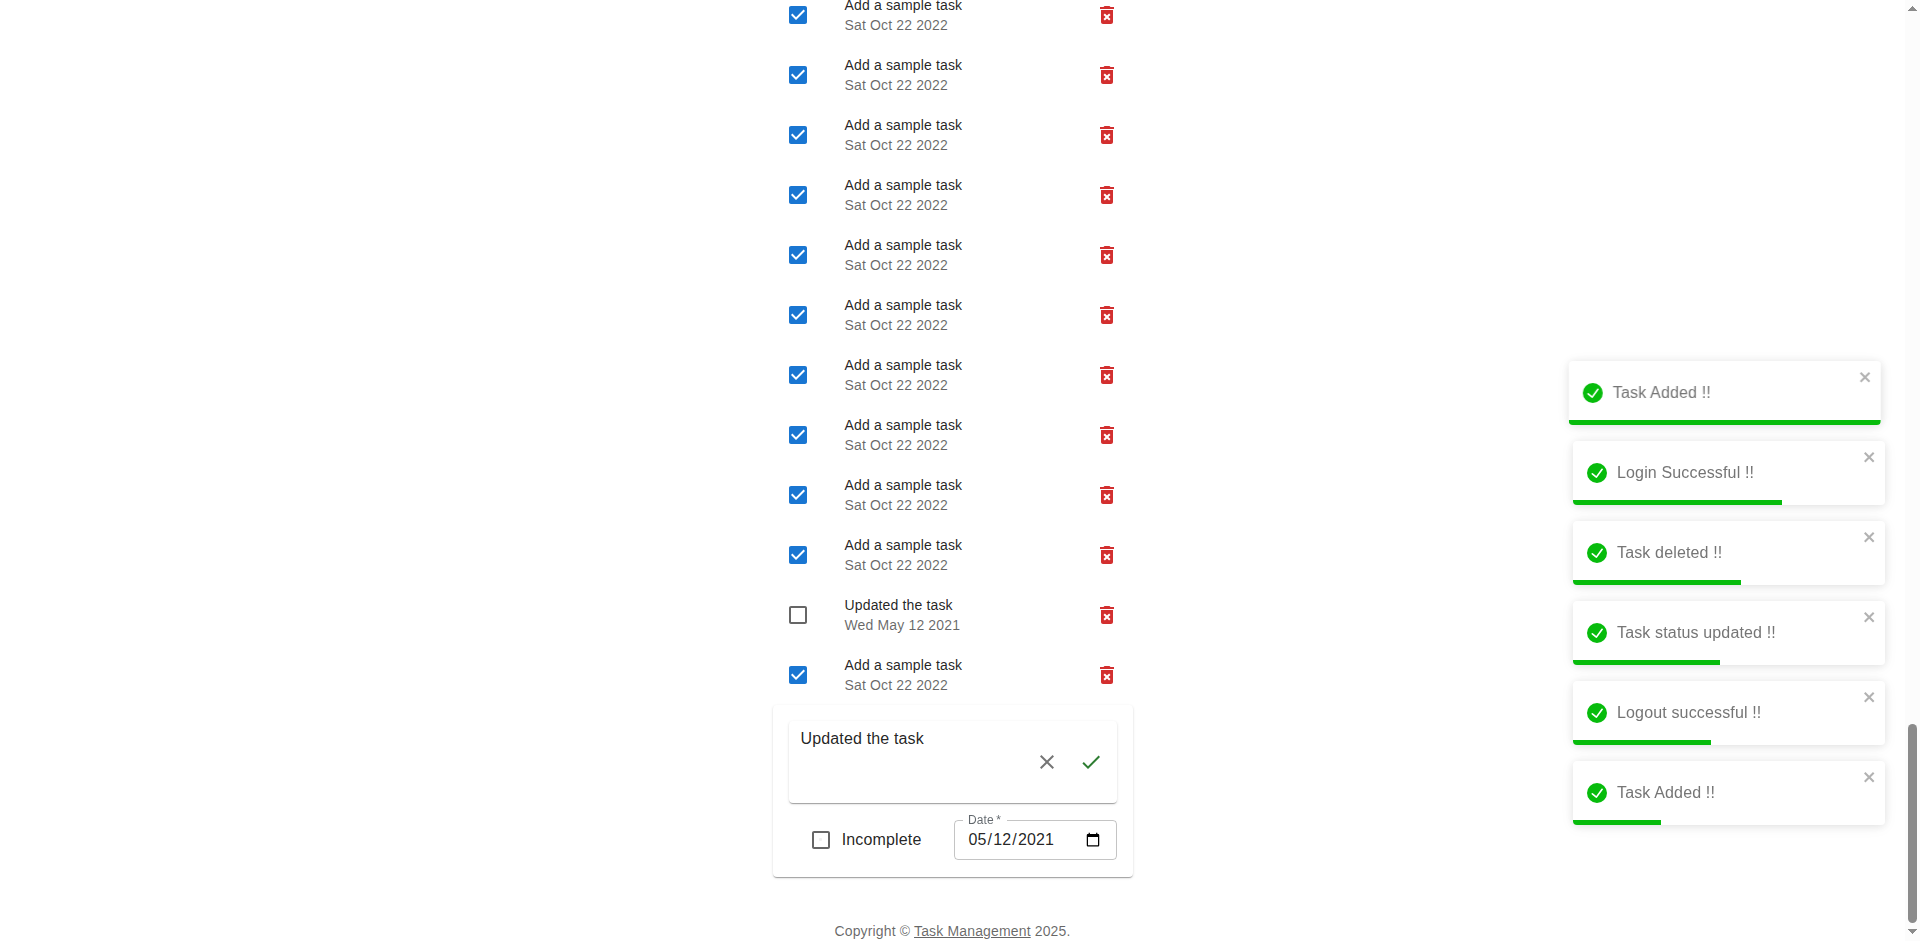 Add a sample task
Sat Oct 22 2022
Add a sample task
Sat Oct 22 2022
Add a sample task
Sat Oct 22 2022
Add a sample task
Sat Oct 22 2022
Add a sample task
Sat Oct 22 2022
Add a sample task
Sat Oct 22 2022
Add a sample task
Sat Oct 22 2022
Add a sample task
Sat Oct 22 2022
Add a sample task
Sat Oct 22 2022
Add a sample task
Sat Oct 22 2022
Updated the task
Wed May 12 2021
Add a sample task
Sat Oct 22 2022
Updated the task
Incomplete
Date *
05/12/2021
Copyright © Task Management 2025.
Task Added !!
Login Successful !!
Task deleted !!
Task status updated !!
Logout successful !!
Task Added !!